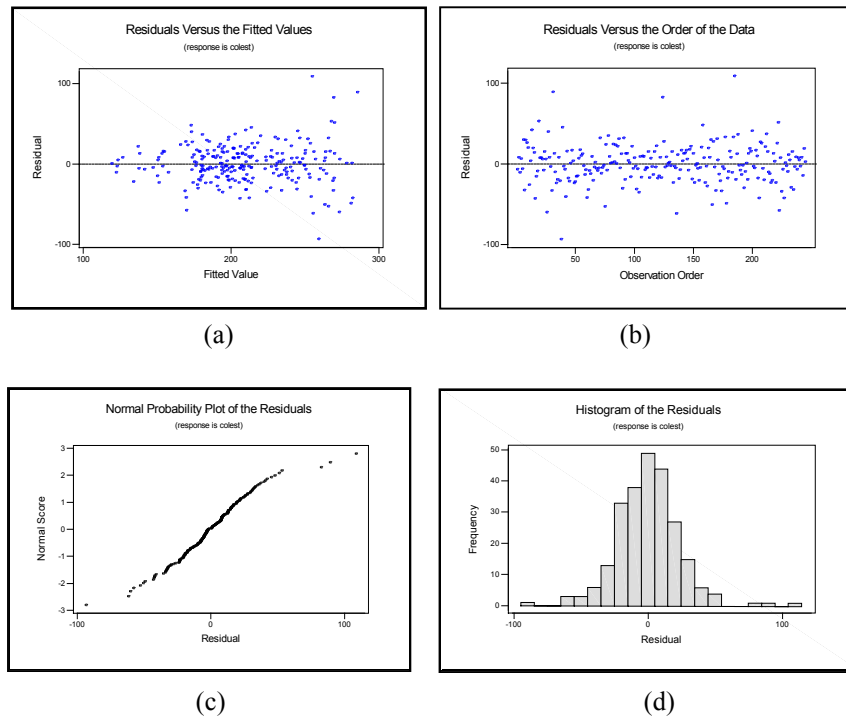 Residuals Versus the Fitted Values
(response is colest)
100
0
-100
Residual
100
200
300
Fitted Value
(a)
Residuals Versus the Order of the Data
(response is colest)
100
0
-100
Residual
50
100
150
200
Observation Order
(b)
Normal Probability Plot of the Residuals
(response is colest)
3
2
1
0
-1
-2
-3
Normal Score
-100
0
100
Residual
(c)
Histogram of the Residuals
(response is colest)
50
40
30
20
10
0
Frequency
-100
0
100
Residual
(d)